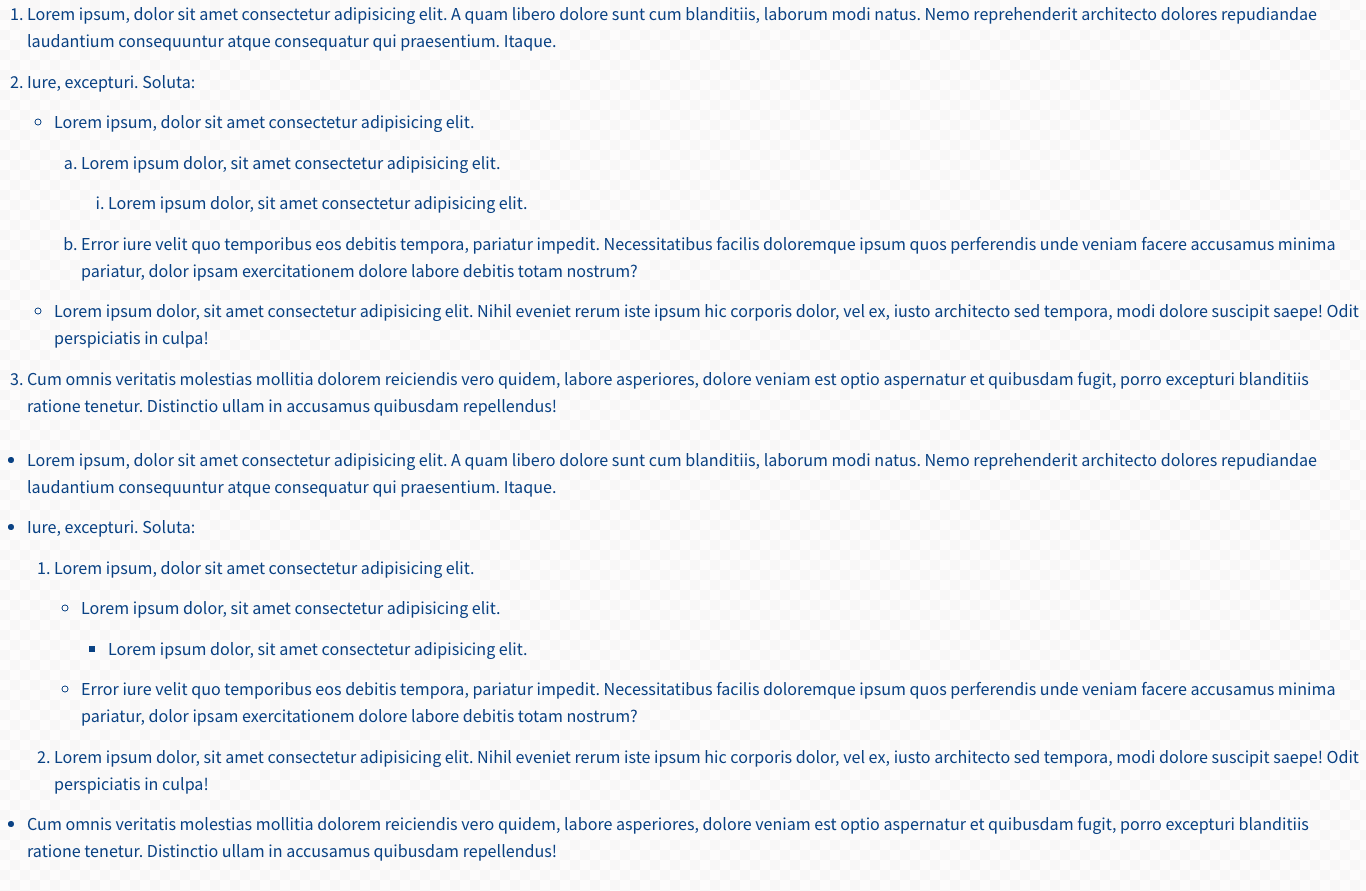 1. Lorem ipsum, dolor sit amet consectetur adipisicing elit. A quam libero dolore sunt cum blanditiis, laborum modi natus. Nemo reprehenderit architecto dolores repudiandae
laudantium consequuntur atque consequatur qui praesentium. Itaque.
2. Iure, excepturi. Soluta:
◦ Lorem ipsum, dolor sit amet consectetur adipisicing elit.
a. Lorem ipsum dolor, sit amet consectetur adipisicing elit.
i. Lorem ipsum dolor, sit amet consectetur adipisicing elit.
b. Error iure velit quo temporibus eos debitis tempora, pariatur impedit. Necessitatibus facilis doloremque ipsum quos perferendis unde veniam facere accusamus minima
pariatur, dolor ipsam exercitationem dolore labore debitis totam nostrum?
◦ Lorem ipsum dolor, sit amet consectetur adipisicing elit. Nihil eveniet rerum iste ipsum hic corporis dolor, vel ex, iusto architecto sed tempora, modi dolore suscipit saepe! Odit
perspiciatis in culpa!
3. Cum omnis veritatis molestias mollitia dolorem reiciendis vero quidem, labore asperiores, dolore veniam est optio aspernatur et quibusdam fugit, porro excepturi blanditiis
ratione tenetur. Distinctio ullam in accusamus quibusdam repellendus!
• Lorem ipsum, dolor sit amet consectetur adipisicing elit. A quam libero dolore sunt cum blanditiis, laborum modi natus. Nemo reprehenderit architecto dolores repudiandae
laudantium consequuntur atque consequatur qui praesentium. Itaque.
• Iure, excepturi. Soluta:
1. Lorem ipsum, dolor sit amet consectetur adipisicing elit.
◦ Lorem ipsum dolor, sit amet consectetur adipisicing elit.
▪ Lorem ipsum dolor, sit amet consectetur adipisicing elit.
◦ Error iure velit quo temporibus eos debitis tempora, pariatur impedit. Necessitatibus facilis doloremque ipsum quos perferendis unde veniam facere accusamus minima
pariatur, dolor ipsam exercitationem dolore labore debitis totam nostrum?
2. Lorem ipsum dolor, sit amet consectetur adipisicing elit. Nihil eveniet rerum iste ipsum hic corporis dolor, vel ex, iusto architecto sed tempora, modi dolore suscipit saepe! Odit
perspiciatis in culpa!
• Cum omnis veritatis molestias mollitia dolorem reiciendis vero quidem, labore asperiores, dolore veniam est optio aspernatur et quibusdam fugit, porro excepturi blanditiis
ratione tenetur. Distinctio ullam in accusamus quibusdam repellendus!